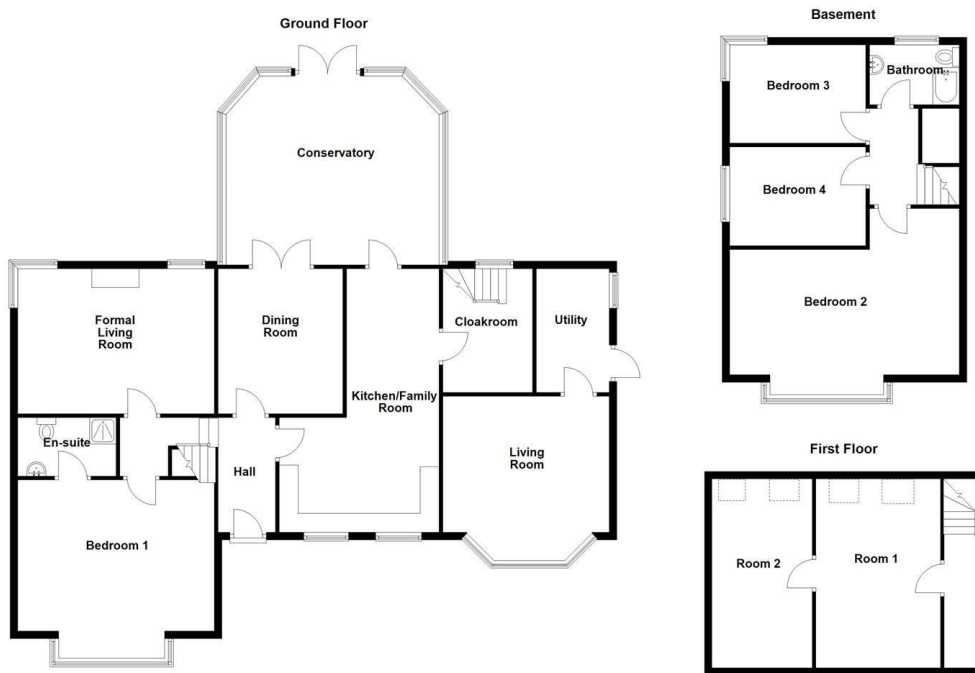 Ground Floor
Conservatory
Formal
Living
Room
Dining
Room
Cloakroom
Utility
Kitchen/Family
Room
En-suite
Hall
Living
Room
Bedroom 1
Basement
Bedroom 3
Bathroom
Bedroom 4
Bedroom 2
First Floor
Room 2
Room 1